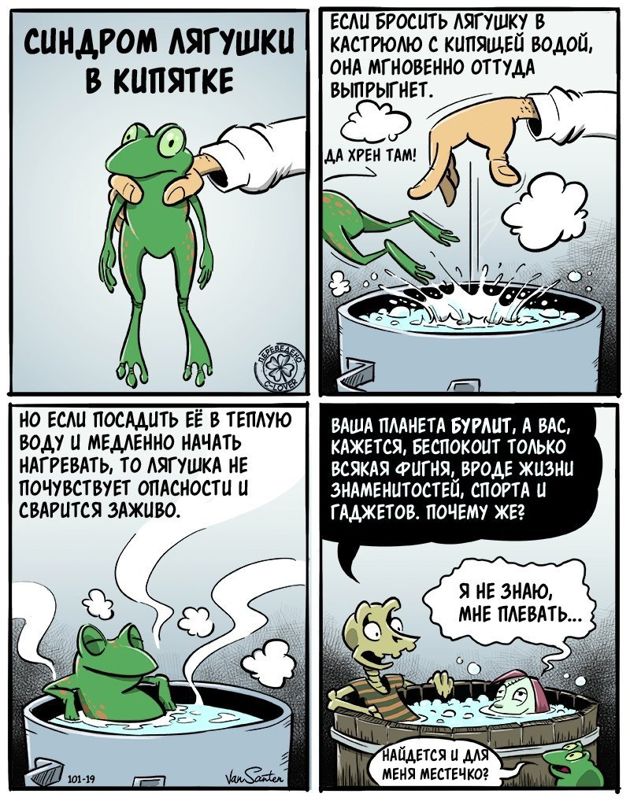 СИНДРОМ ЛЯГУШКИ
В КИПЯТКЕ
ПЕРЕВЕДЕНО
C-LOVER
ЕСЛИ БРОСИТЬ ЛЯГУШКУ В
КАСТРЮЛЮ С КИПЯЩЕЙ ВОДОЙ,
ОНА МГНОВЕННО ОТТУДА
ВЫПРЫГНЕТ.
ДА ХРЕН ТАМ!
НО ЕСЛИ ПОСАДИТЬ ЕЁ В ТЕПЛУЮ
ВОДУ И МЕДЛЕННО НАЧАТЬ
НАГРЕВАТЬ, ТО ЛЯГУШКА НЕ
ПОЧУВСТВУЕТ ОПАСНОСТИ И
СВАРИТСЯ ЗАЖИВО.
101-19
VanSanten
ВАША ПЛАНЕТА БУРЛИТ, А ВАС,
КАЖЕТСЯ, БЕСПОКОИТ ТОЛЬКО
ВСЯКАЯ ФИГНЯ, ВРОДЕ ЖИЗНИ
ЗНАМЕНИТОСТЕЙ, СПОРТА И
ГАДЖЕТОВ. ПОЧЕМУ ЖЕ?
Я НЕ ЗНАЮ,
МНЕ ПЛЕВАТЬ...
НАЙДЕТСЯ И ДЛЯ
МЕНЯ МЕСТЕЧКО?